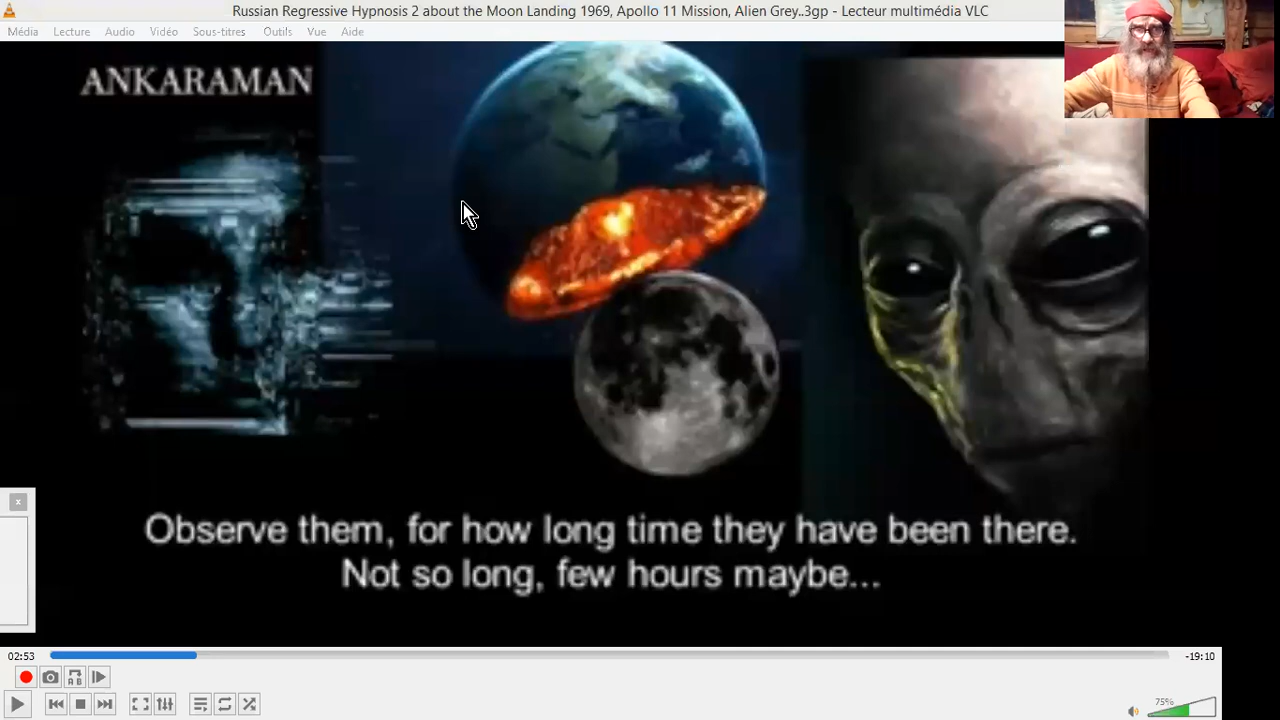 Russian Regressive Hypnosis 2 about the Moon Landing 1969, Apollo 11 Mission, Alien Grey..3gp - Lecteur multimédia VLC
Média Lecture Audio Vidéo Sous-titres Outils Vue Aide
ANKARAMAN
Observe them, for how long time they have been there.
Not so long, few hours maybe...
02:53
-19:10
A B
75%